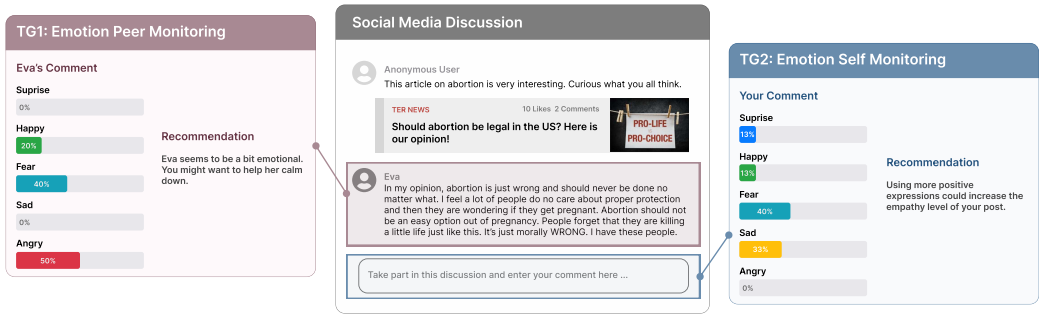 TG1: Emotion Peer Monitoring
Eva's Comment
Suprise
0%
Happy
20%
Fear
40%
Sad
0%
Angry
50%
Recommendation
Eva seems to be a bit emotional.
You might want to help her calm
down.
Social Media Discussion
Anonymous User
This article on abortion is very interesting. Curious what you all think.
TER NEWS
10 Likes 2 Comments
Should abortion be legal in the US? Here is
our opinion!
PRO-LIFE
PRO-CHOICE
Eva
In my opinion, abortion is just wrong and should never be done no
matter what. I feel a lot of people do no care about proper protection
and then they are wondering if they get pregnant. Abortion should not
be an easy option out of pregnancy. People forget that they are killing
a little life just like this. It's just morally WRONG. I have these people.
Take part in this discussion and enter your comment here ...
TG2: Emotion Self Monitoring
Your Comment
Suprise
13%
Happy
13%
Fear
40%
Sad
33%
Angry
0%
Recommendation
Using more positive
expressions could increase the
empathy level of your post.